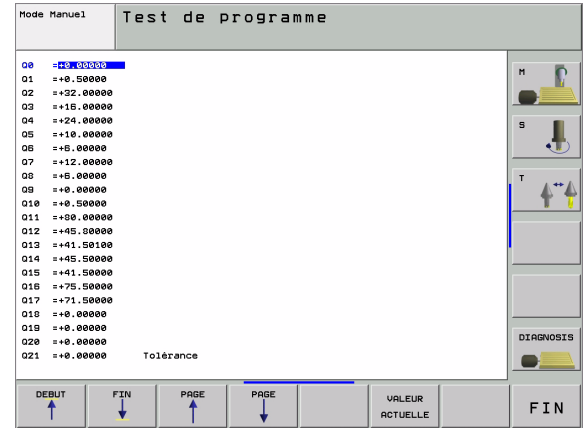 Mode Manuel
Test de programme
Q0 =+0.00000
Q1 =+0.50000
Q2 =+32.00000
Q3 =+16.00000
Q4 =+24.00000
Q5 =+10.00000
Q6 =+6.00000
Q7 =+12.00000
Q8 =+6.00000
Q9 =+0.00000
Q10 =+0.50000
Q11 =+80.00000
Q12 =+45.80000
Q13 =+41.50100
Q14 =+45.50000
Q15 =+41.50000
Q16 =+75.50000
Q17 =+71.50000
Q18 =+0.00000
Q19 =+0.00000
Q20 =+0.00000
Q21 =+0.00000 Tolérance
M
S
T
DIAGNOSIS
DEBUT
FIN
PAGE
PAGE
VALEUR
ACTUELLE
FIN